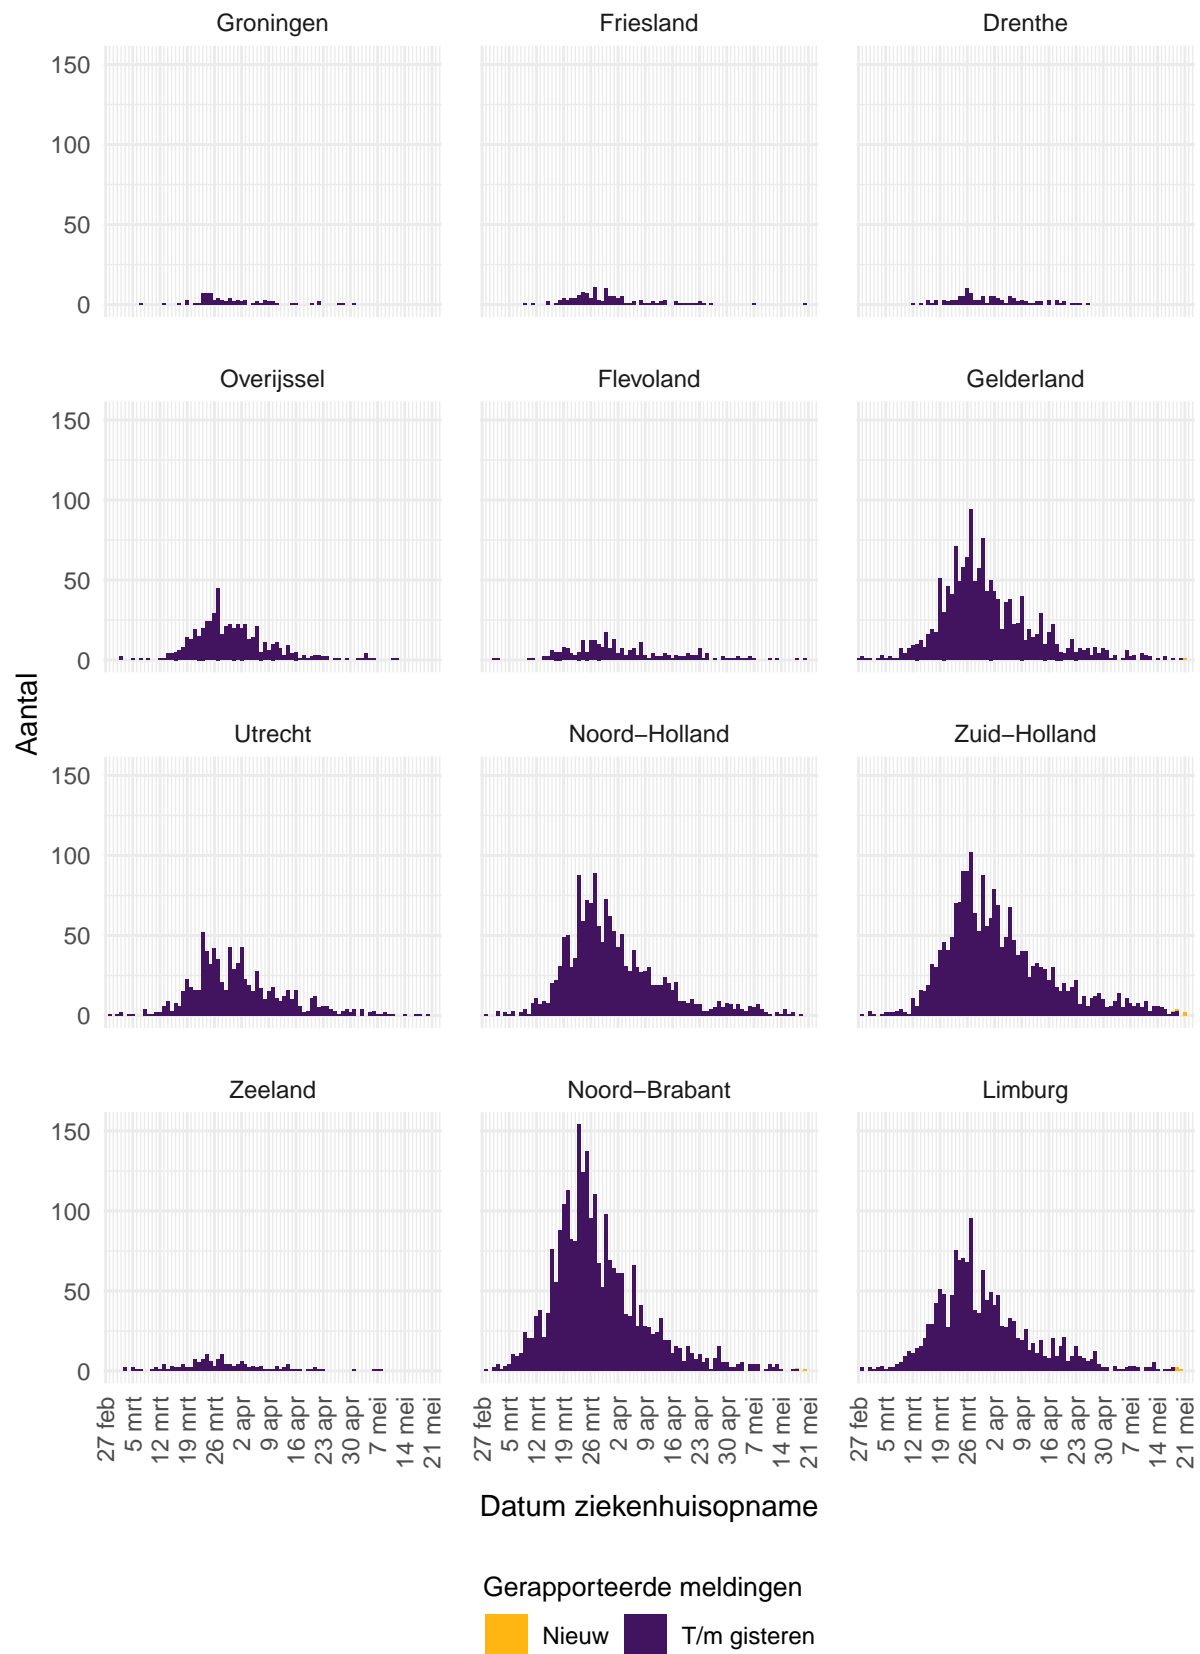 Groningen
Friesland
Drenthe
150
100
50
0
Overijssel
Flevoland
Gelderland
150
100
50
0
Aantal
Utrecht
Noord−Holland
Zuid−Holland
150
100
50
0
Zeeland
Noord−Brabant
Limburg
150
100
50
0
27 feb
5 mrt
12 mrt
19 mrt
26 mrt
2 apr
9 apr
16 apr
23 apr
30 apr
7 mei
14 mei
21 mei
27 feb
5 mrt
12 mrt
19 mrt
26 mrt
2 apr
9 apr
16 apr
23 apr
30 apr
7 mei
14 mei
21 mei
27 feb
5 mrt
12 mrt
19 mrt
26 mrt
2 apr
9 apr
16 apr
23 apr
30 apr
7 mei
14 mei
21 mei
Datum ziekenhuisopname
Gerapporteerde meldingen
Nieuw
T/m gisteren